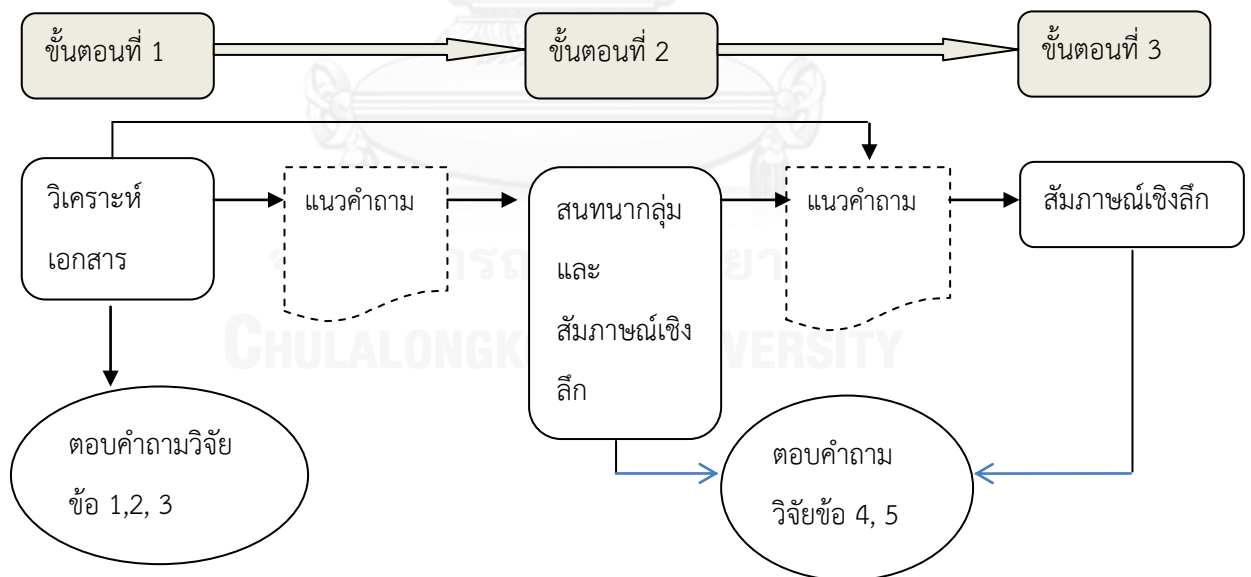 ขั้นตอนที่ 1
ขั้นตอนที่ 2
ขั้นตอนที่ 3
วิเคราะห์
เอกสาร
แนวคำถาม
สนทนากลุ่ม
และ
สัมภาษณ์เชิง
ลึก
แนวคำถาม
สัมภาษณ์เชิงลึก
ตอบคำถามวิจัย
ข้อ 1,2, 3
ตอบคำถาม
วิจัยข้อ 4, 5